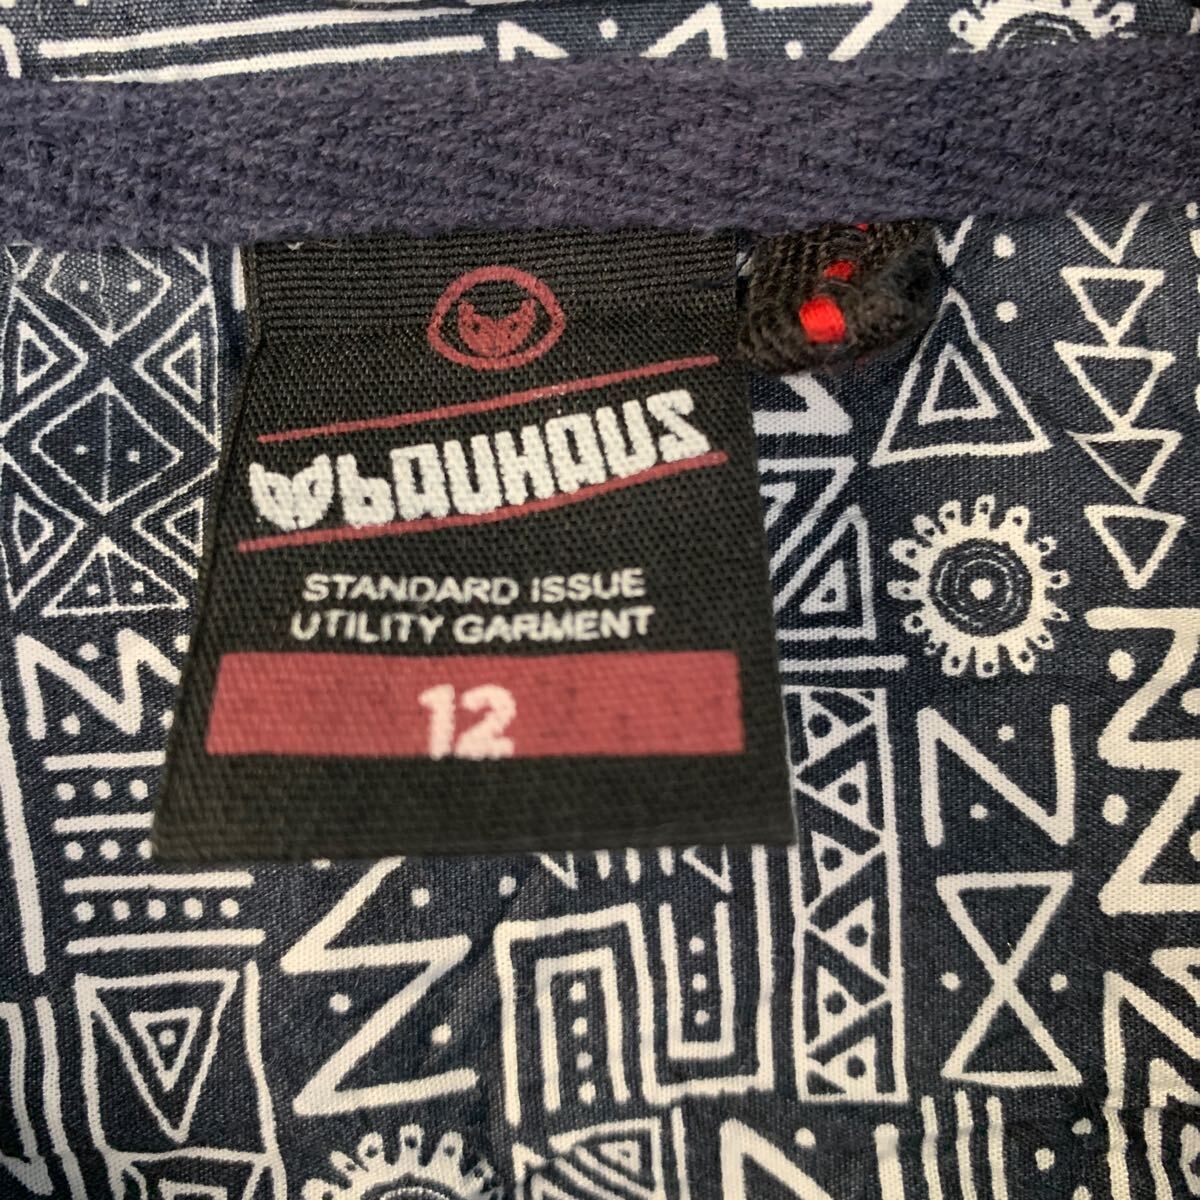 bAUHAUS
STANDARD ISSUE
UTILITY GARMENT
12